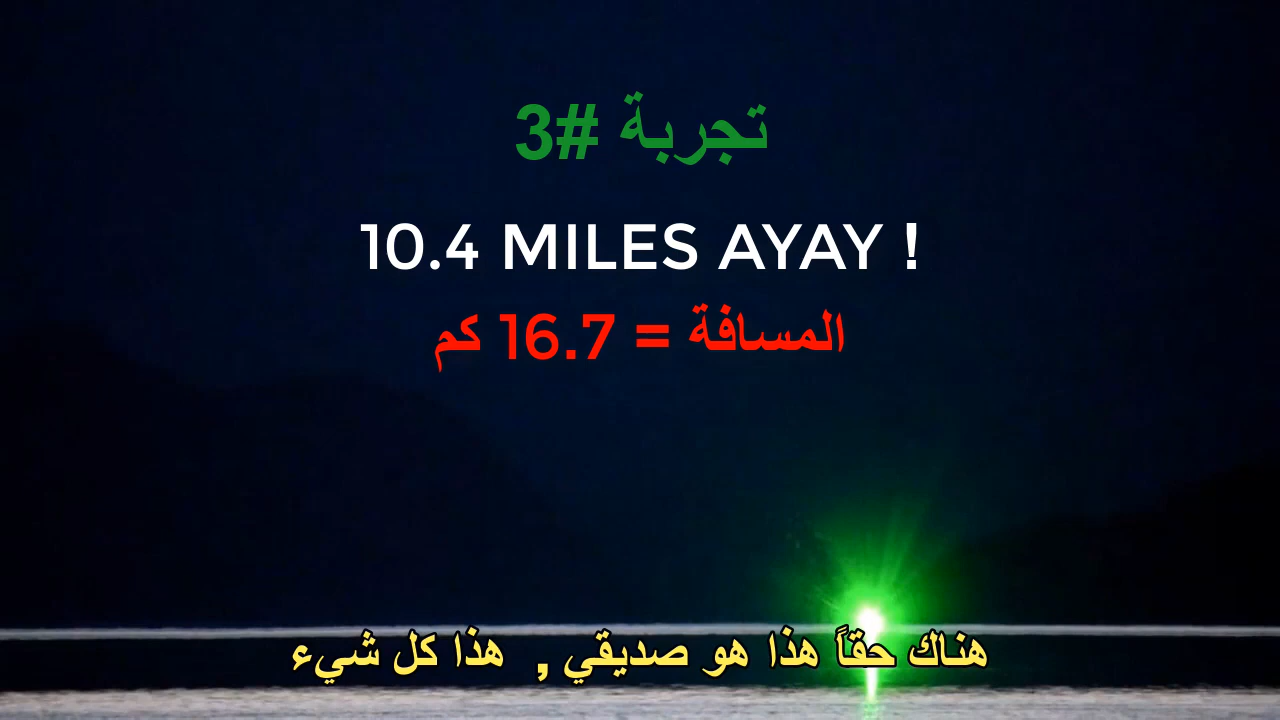 تجربة #3
10.4 MILES AYAY !
المسافة = 16.7 كم
هناك حقاً هذا هو صديقي , هذا كل شيء